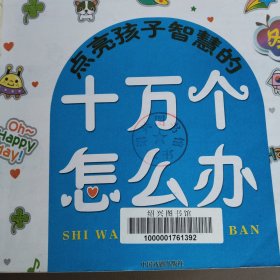 点亮孩子智慧的
十万个
怎么办
Oh~
Happy
Day!
绍兴图书馆
SHI WA
BAN
1000001761392